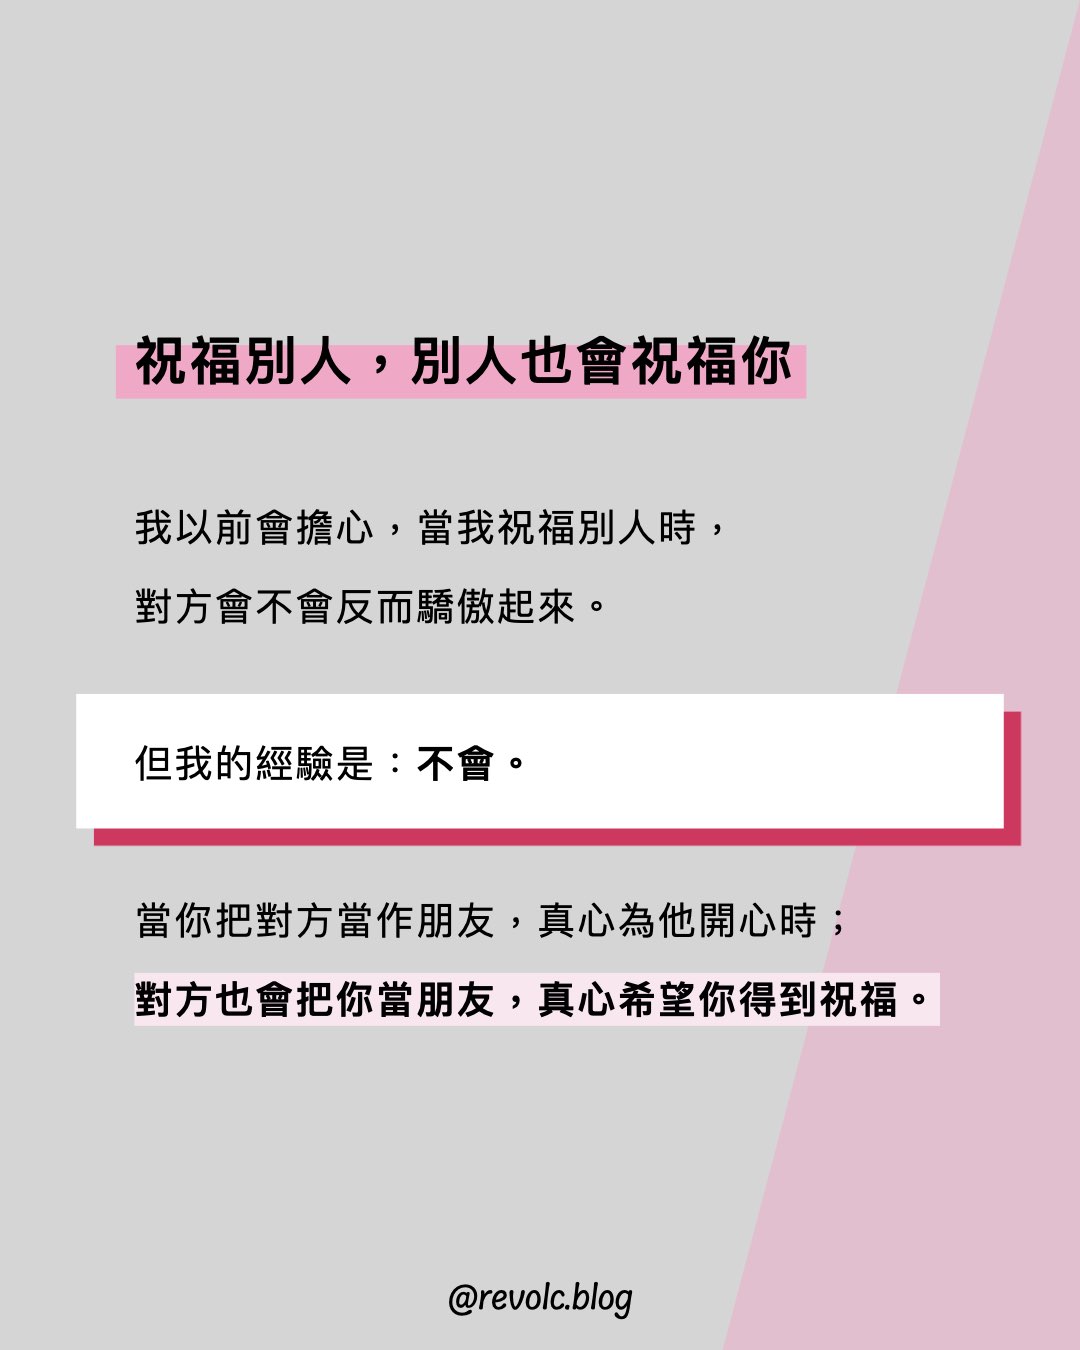 祝福別人，別人也會祝福你
我以前會擔心，當我祝福別人時，
對方會不會反而驕傲起來。
但我的經驗是：不會。
當你把對方當作朋友，真心為他開心時；
對方也會把你當朋友，真心希望你得到祝福。
@revolc.blog